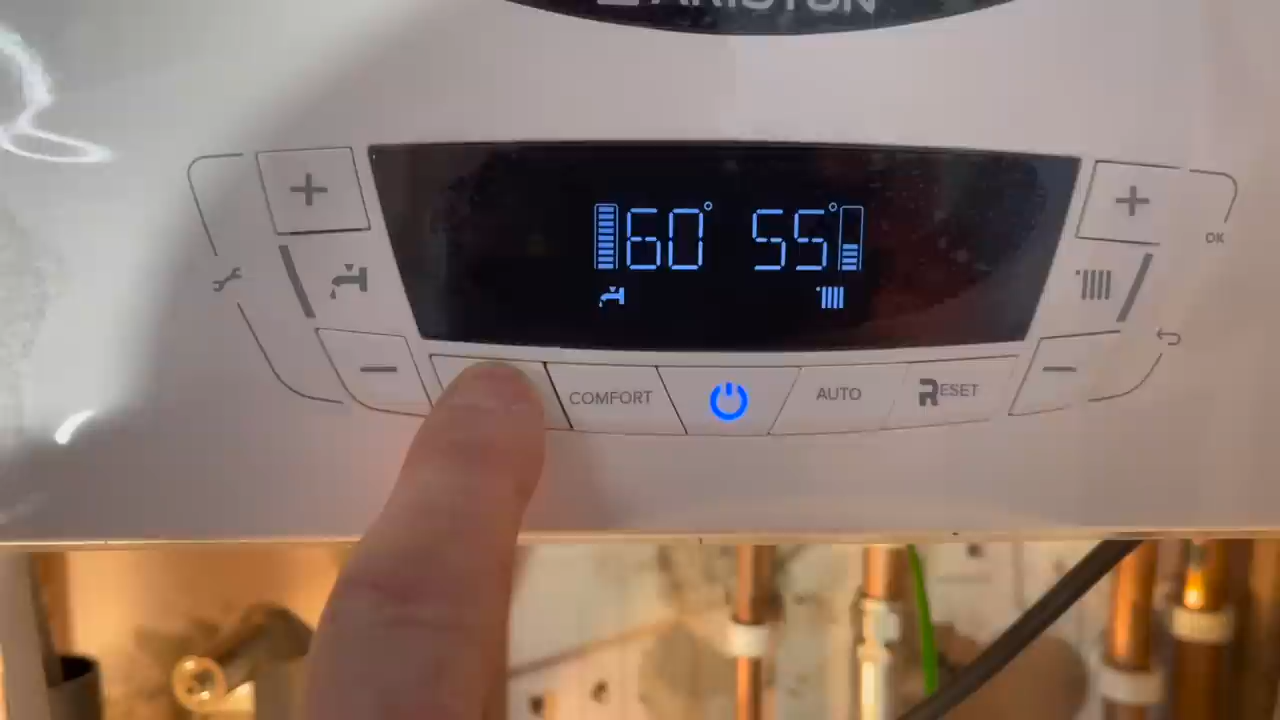 ARISTON
+ +
60° 55°
OK
- -
COMFORT AUTO RESET